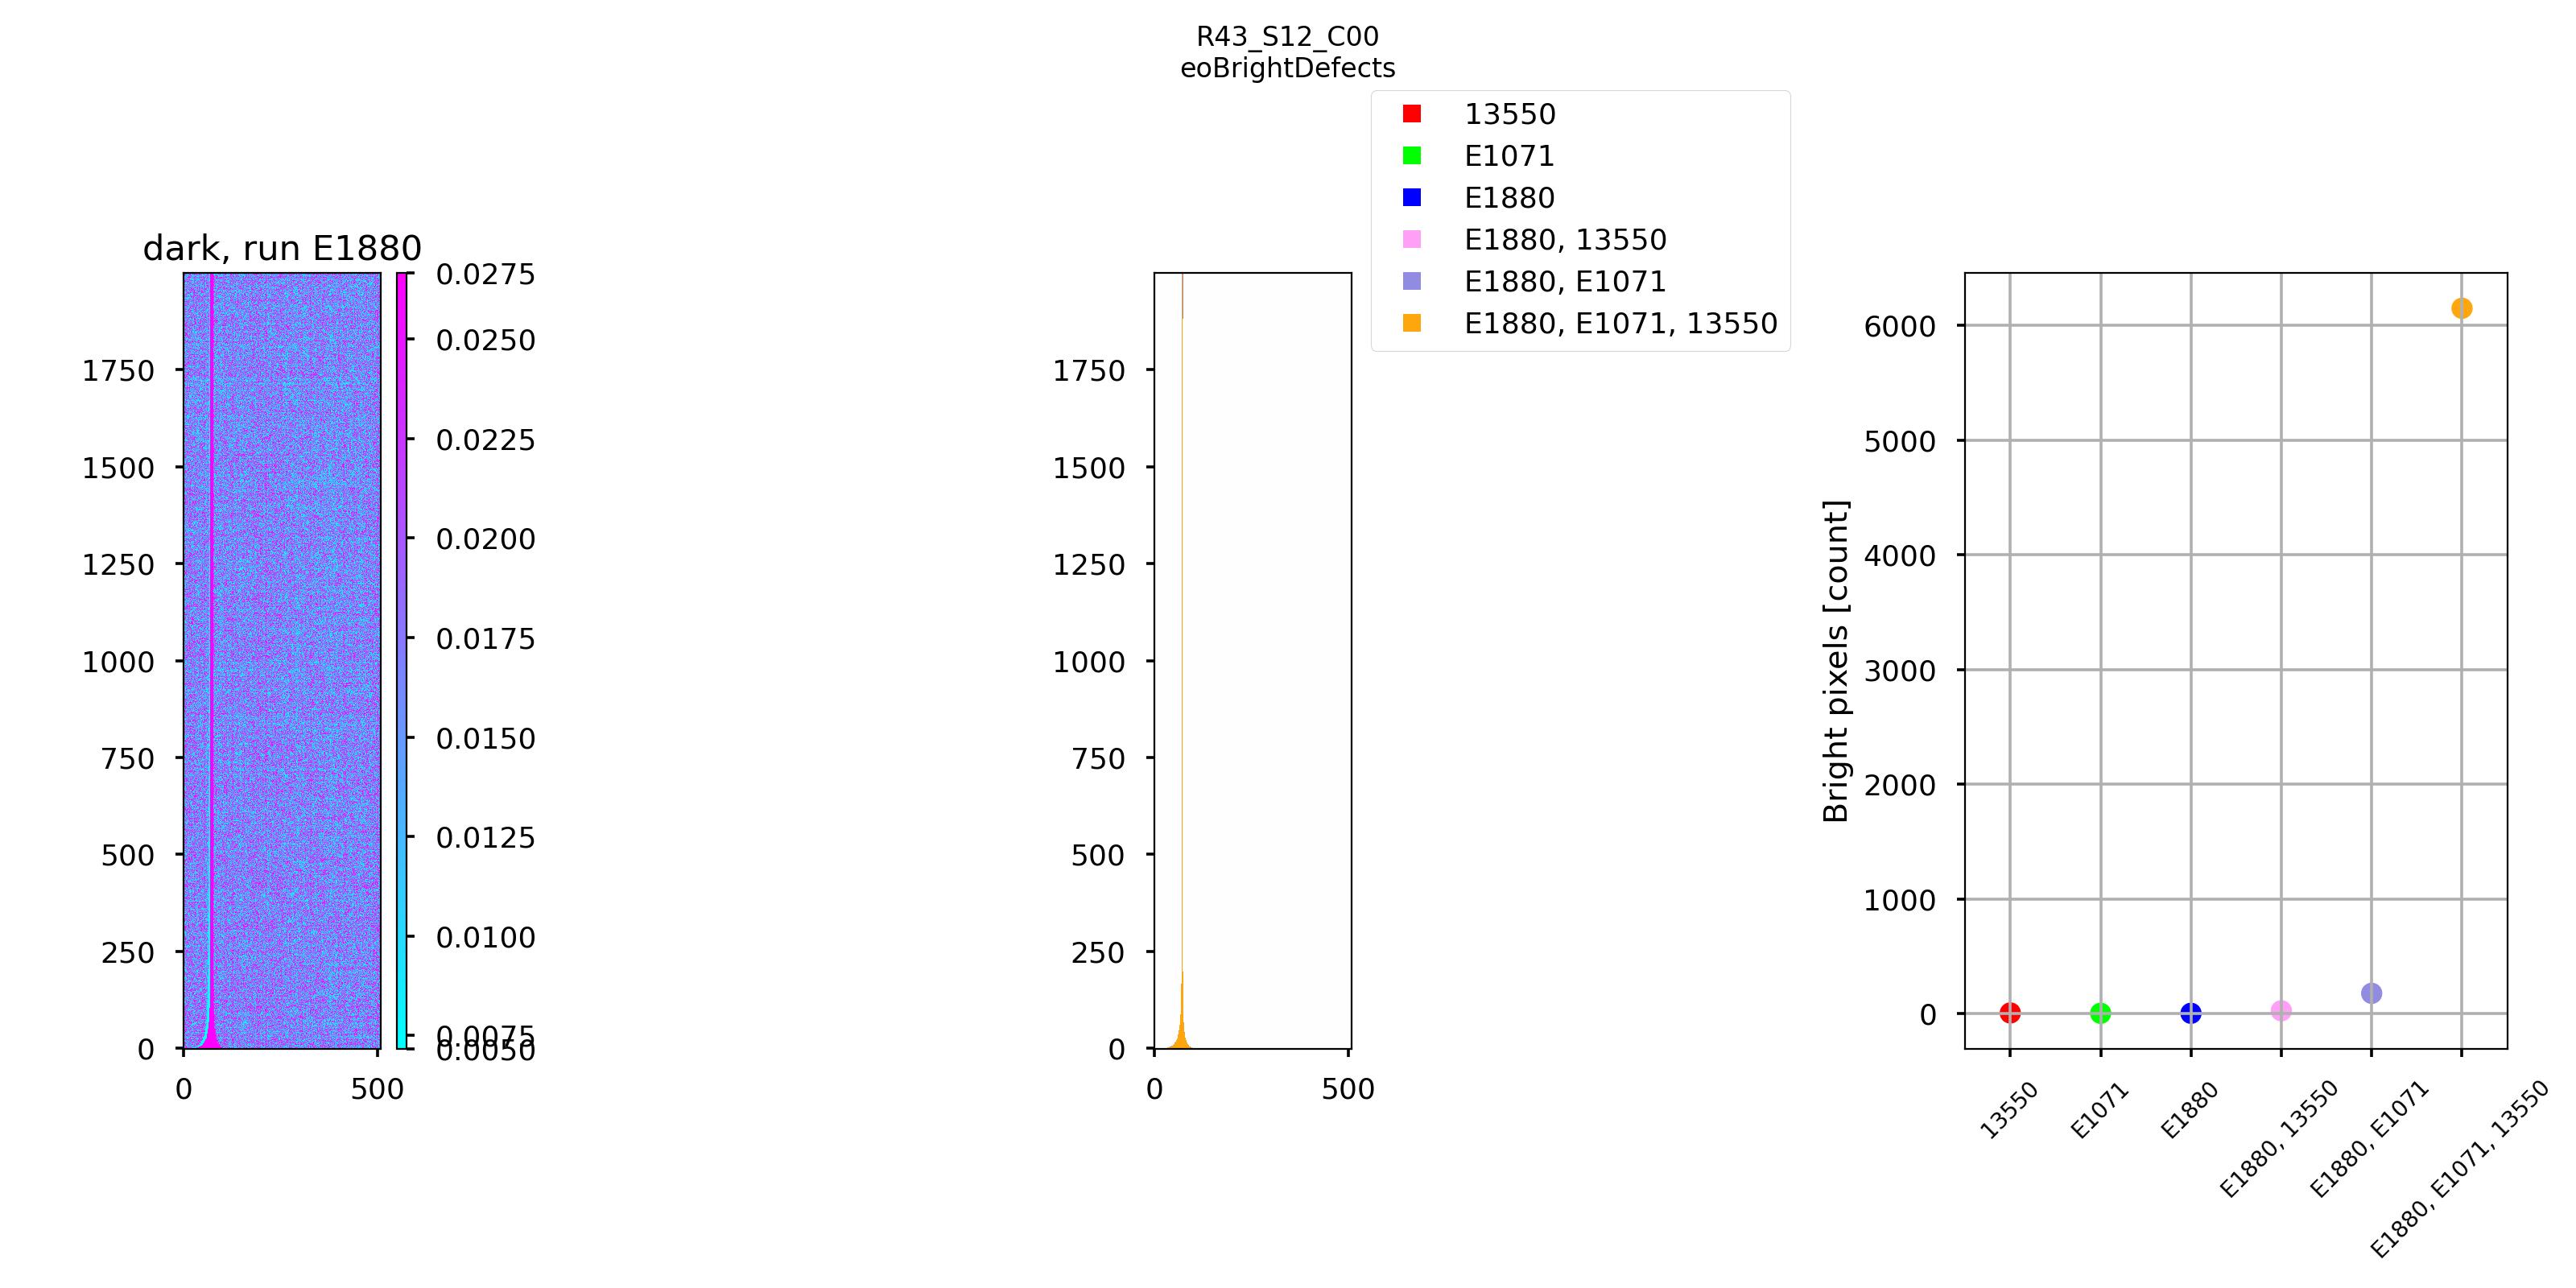 R43_S12_C00
eoBrightDefects
13550
E1071
E1880
E1880, 13550
E1880, E1071
E1880, E1071, 13550
dark, run E1880
1750
1500
1250
1000
750
500
250
0
0
500
0.0275
0.0250
0.0225
0.0200
0.0175
0.0150
0.0125
0.0100
0.0075
0.0050
1750
1500
1250
1000
750
500
250
0
0
500
Bright pixels [count]
6000
5000
4000
3000
2000
1000
0
13550
E1071
E1880
E1880, 13550
E1880, E1071
E1880, E1071, 13550